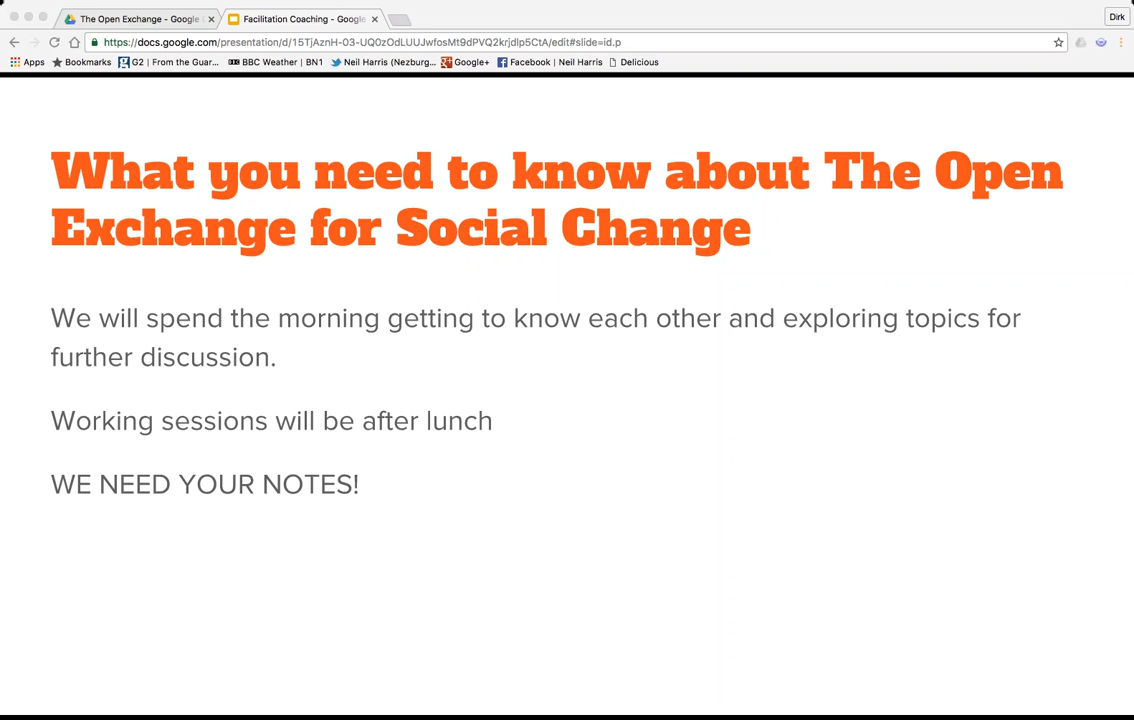 The Open Exchange - Google
Facilitation Coaching - Google
Dirk
https://docs.google.com/presentation/d/15TjAznH-03-UQ0zOdLUUJwfosMt9dPVQ2krjdlp5CtA/edit#slide=id.p
Apps Bookmarks G2 | From the Guar... BBC Weather | BN1 Neil Harris (Nezburg... Google+ Facebook | Neil Harris Delicious
What you need to know about The Open
Exchange for Social Change
We will spend the morning getting to know each other and exploring topics for
further discussion.
Working sessions will be after lunch
WE NEED YOUR NOTES!